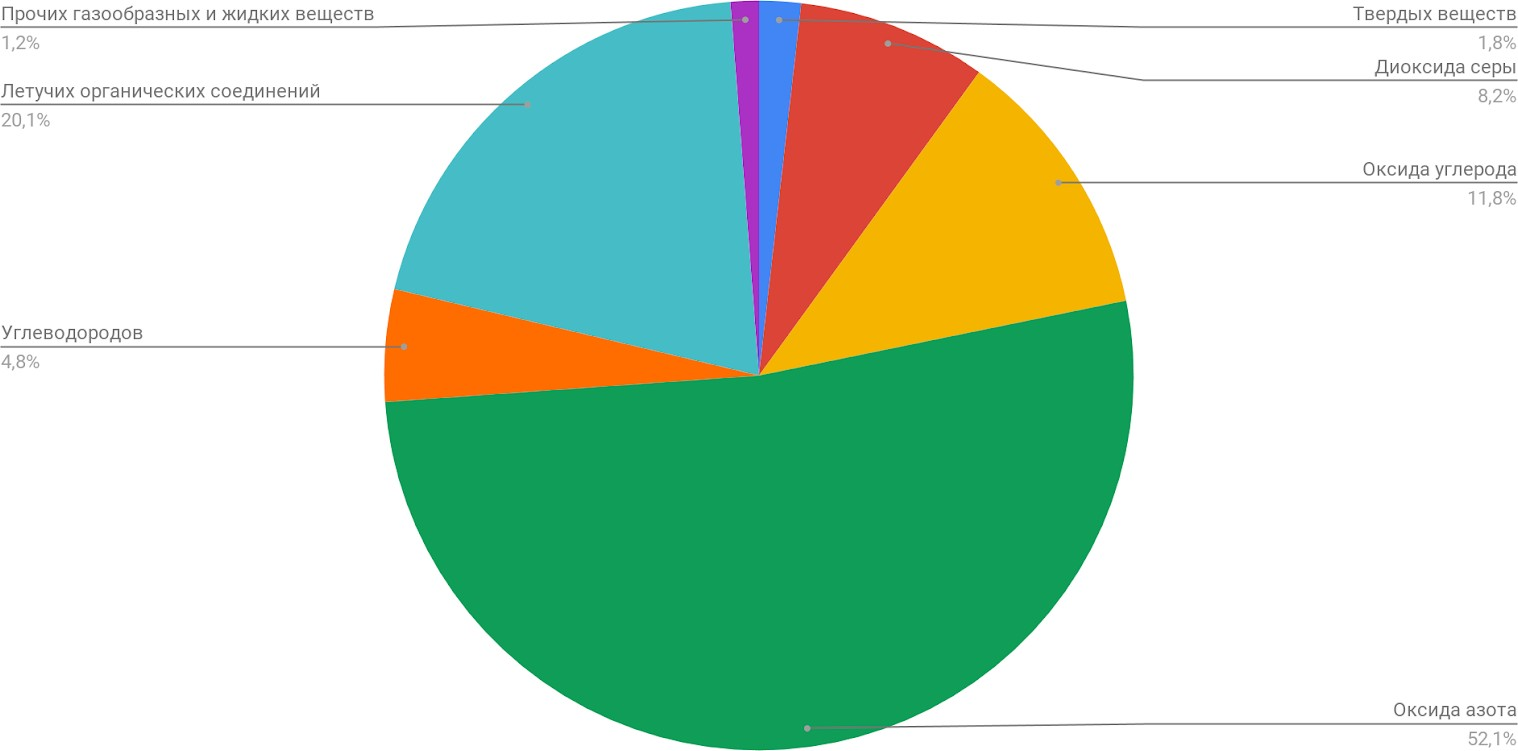 Прочих газообразных и жидких веществ
1,2%
Летучих органических соединений
20,1%
Углеводородов
4,8%
Твердых веществ
1,8%
Диоксида серы
8,2%
Оксида углерода
11,8%
Оксида азота
52,1%